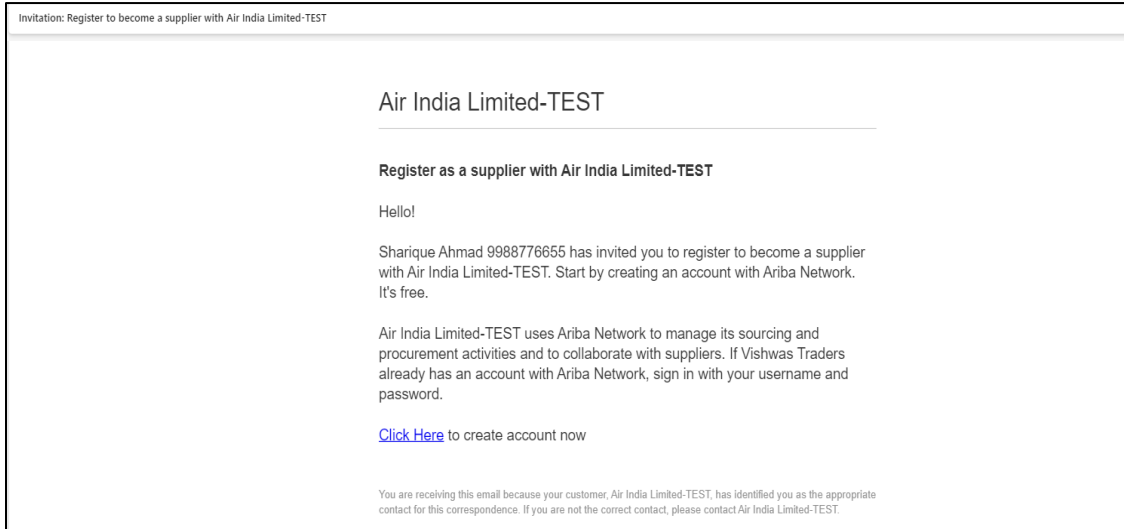 Invitation: Register to become a supplier with Air India Limited-TEST
Air India Limited-TEST
Register as a supplier with Air India Limited-TEST
Hello!
Sharique Ahmad 9988776655 has invited you to register to become a supplier
with Air India Limited-TEST. Start by creating an account with Ariba Network.
It's free.
Air India Limited-TEST uses Ariba Network to manage its sourcing and
procurement activities and to collaborate with suppliers. If Vishwas Traders
already has an account with Ariba Network, sign in with your username and
password.
Click Here to create account now
You are receiving this email because your customer, Air India Limited-TEST, has identified you as the appropriate
contact for this correspondence. If you are not the correct contact, please contact Air India Limited-TEST.